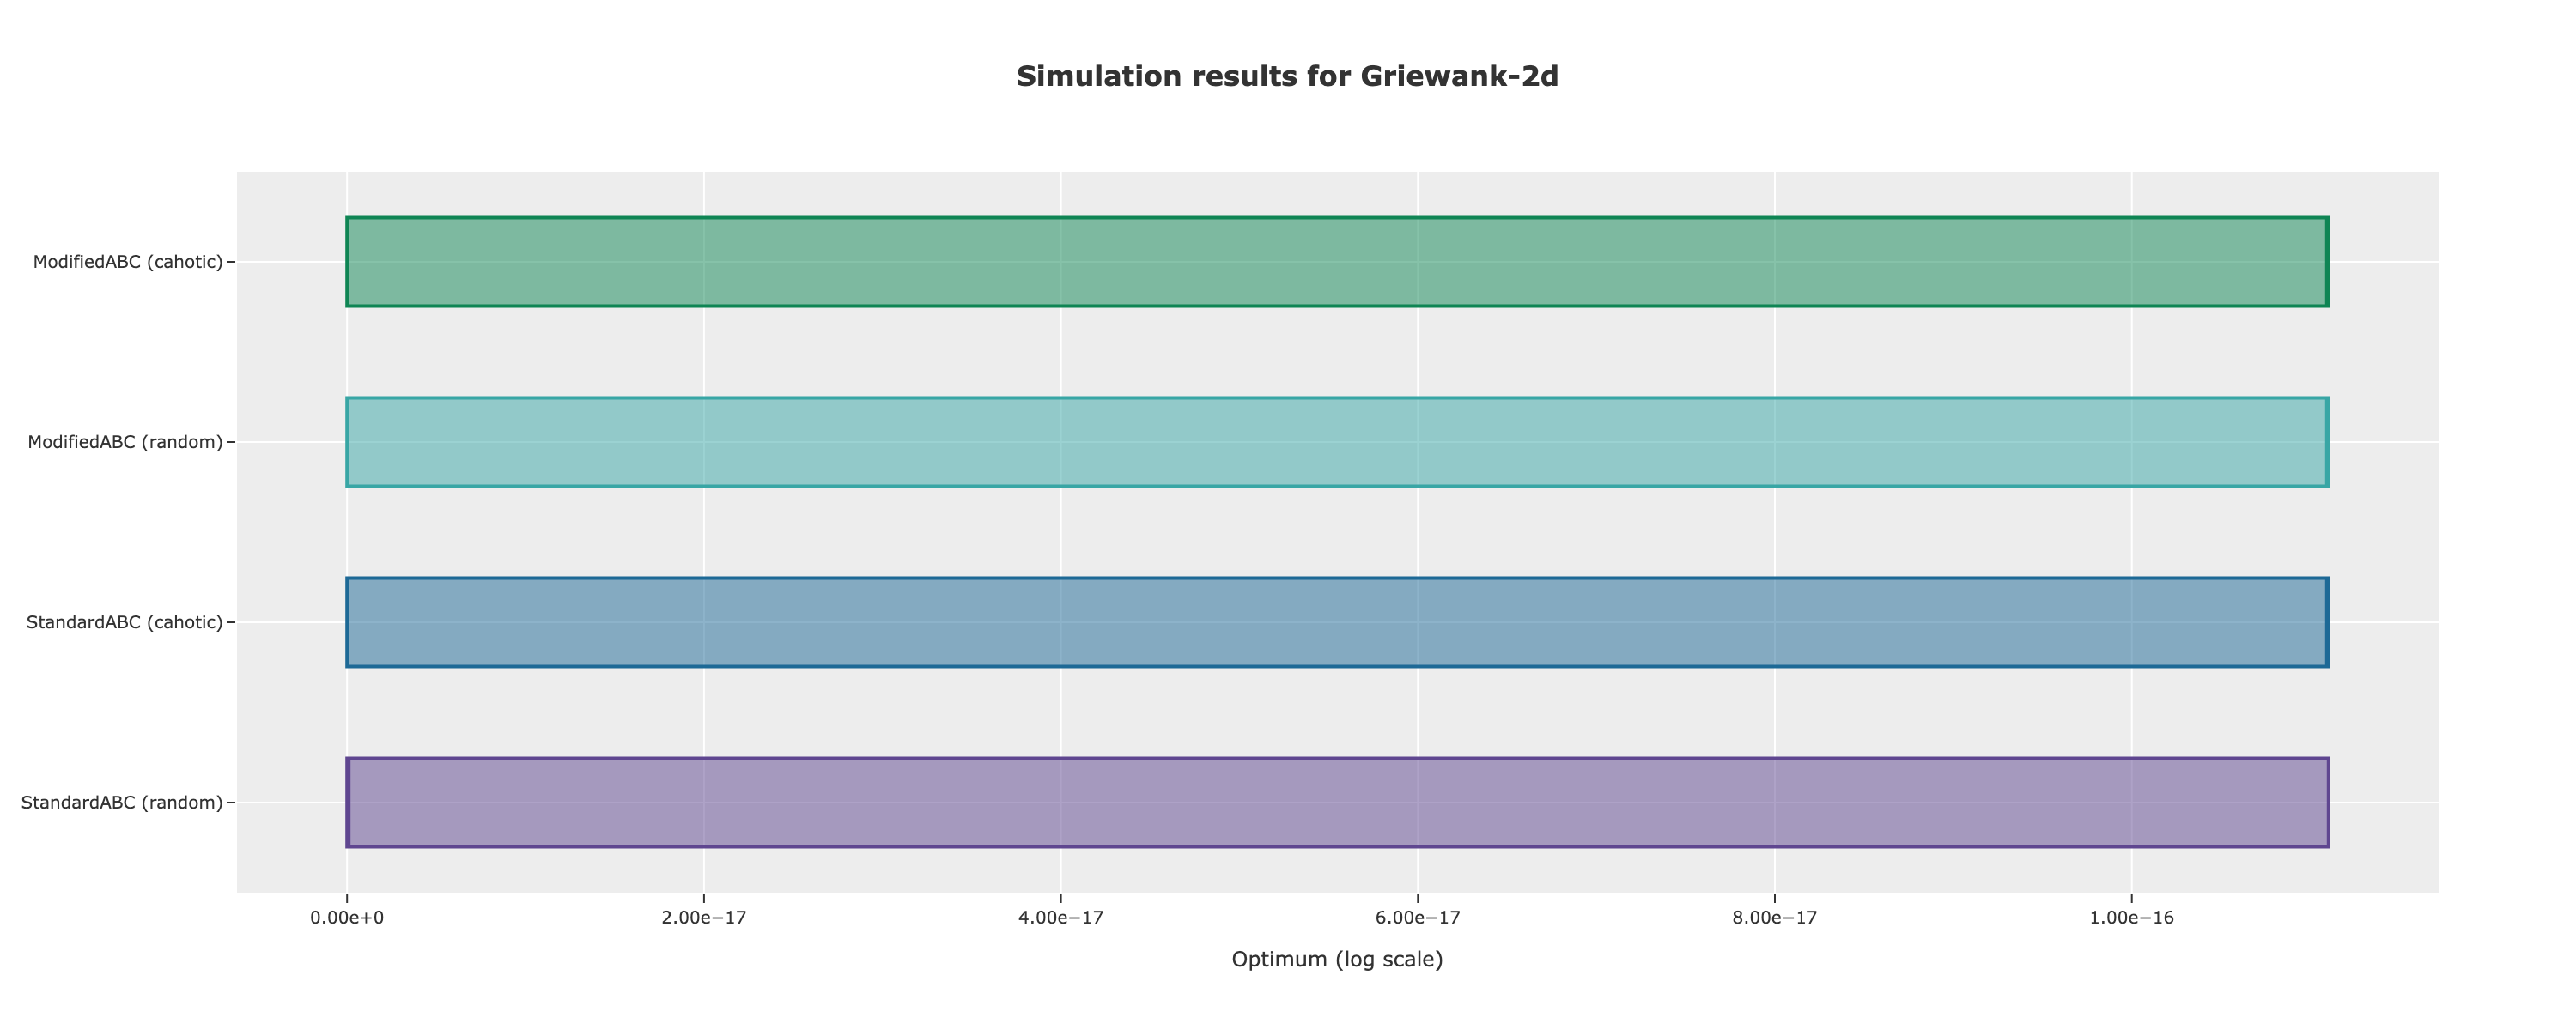 Simulation results for Griewank-2d
ModifiedABC (cahotic)
ModifiedABC (random)
StandardABC (cahotic)
StandardABC (random)
0.00e+0 2.00e−17 4.00e−17 6.00e−17 8.00e−17 1.00e−16
Optimum (log scale)